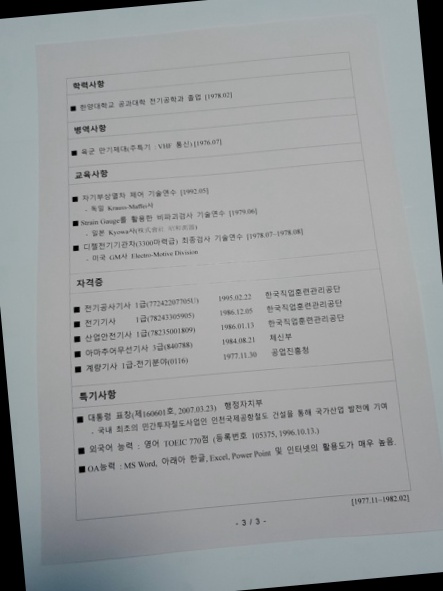 학력사항
■ 한양대학교 공과대학 전기공학과 졸업 [1978.02]
병역사항
■ 육군 만기제대(주특기 : VHF 통신) [1976.07]
교육사항
■ 자기부상열차 제어 기술연수 [1992.05]
- 독일 Krauss-Maffei사
■ Strain Gauge를 활용한 비파괴검사 기술연수 [1979.06]
- 일본 Kyowa사(株式会社
■ 디젤전기기관차(3300마력급) 최종검사 기술연수 [1978.07~1978.08]
- 미국 GM사 Electro-Motive Division
자격증
■ 전기공사기사 1급(77242207705U) 1995.02.22 한국직업훈련관리공단
■ 전기기사 1급(78243305905) 1986.12.05 한국직업훈련관리공단
■ 산업안전기사 1급(78235001809) 1986.01.13 한국직업훈련관리공단
■ 아마추어무선기사 3급(840788) 1984.08.21 체신부
■ 계량기사 1급-전기분야(0116) 1977.11.30 공업진흥청
특기사항
■ 대통령 표창(제160601호, 2007.03.23) 행정자치부
- 국내 최초의 민간투자철도사업인 인천국제공항철도 건설을 통해 국가산업 발전에 기여
■ 외국어 능력 : 영어 TOEIC 770점 (등록번호 105375, 1996.10.13.)
■ OA능력 : MS Word, 아래아 한글, Excel, Power Point 및 인터넷의 활용도가 매우 높음.
[1977.11~1982.02]
- 3 / 3 -